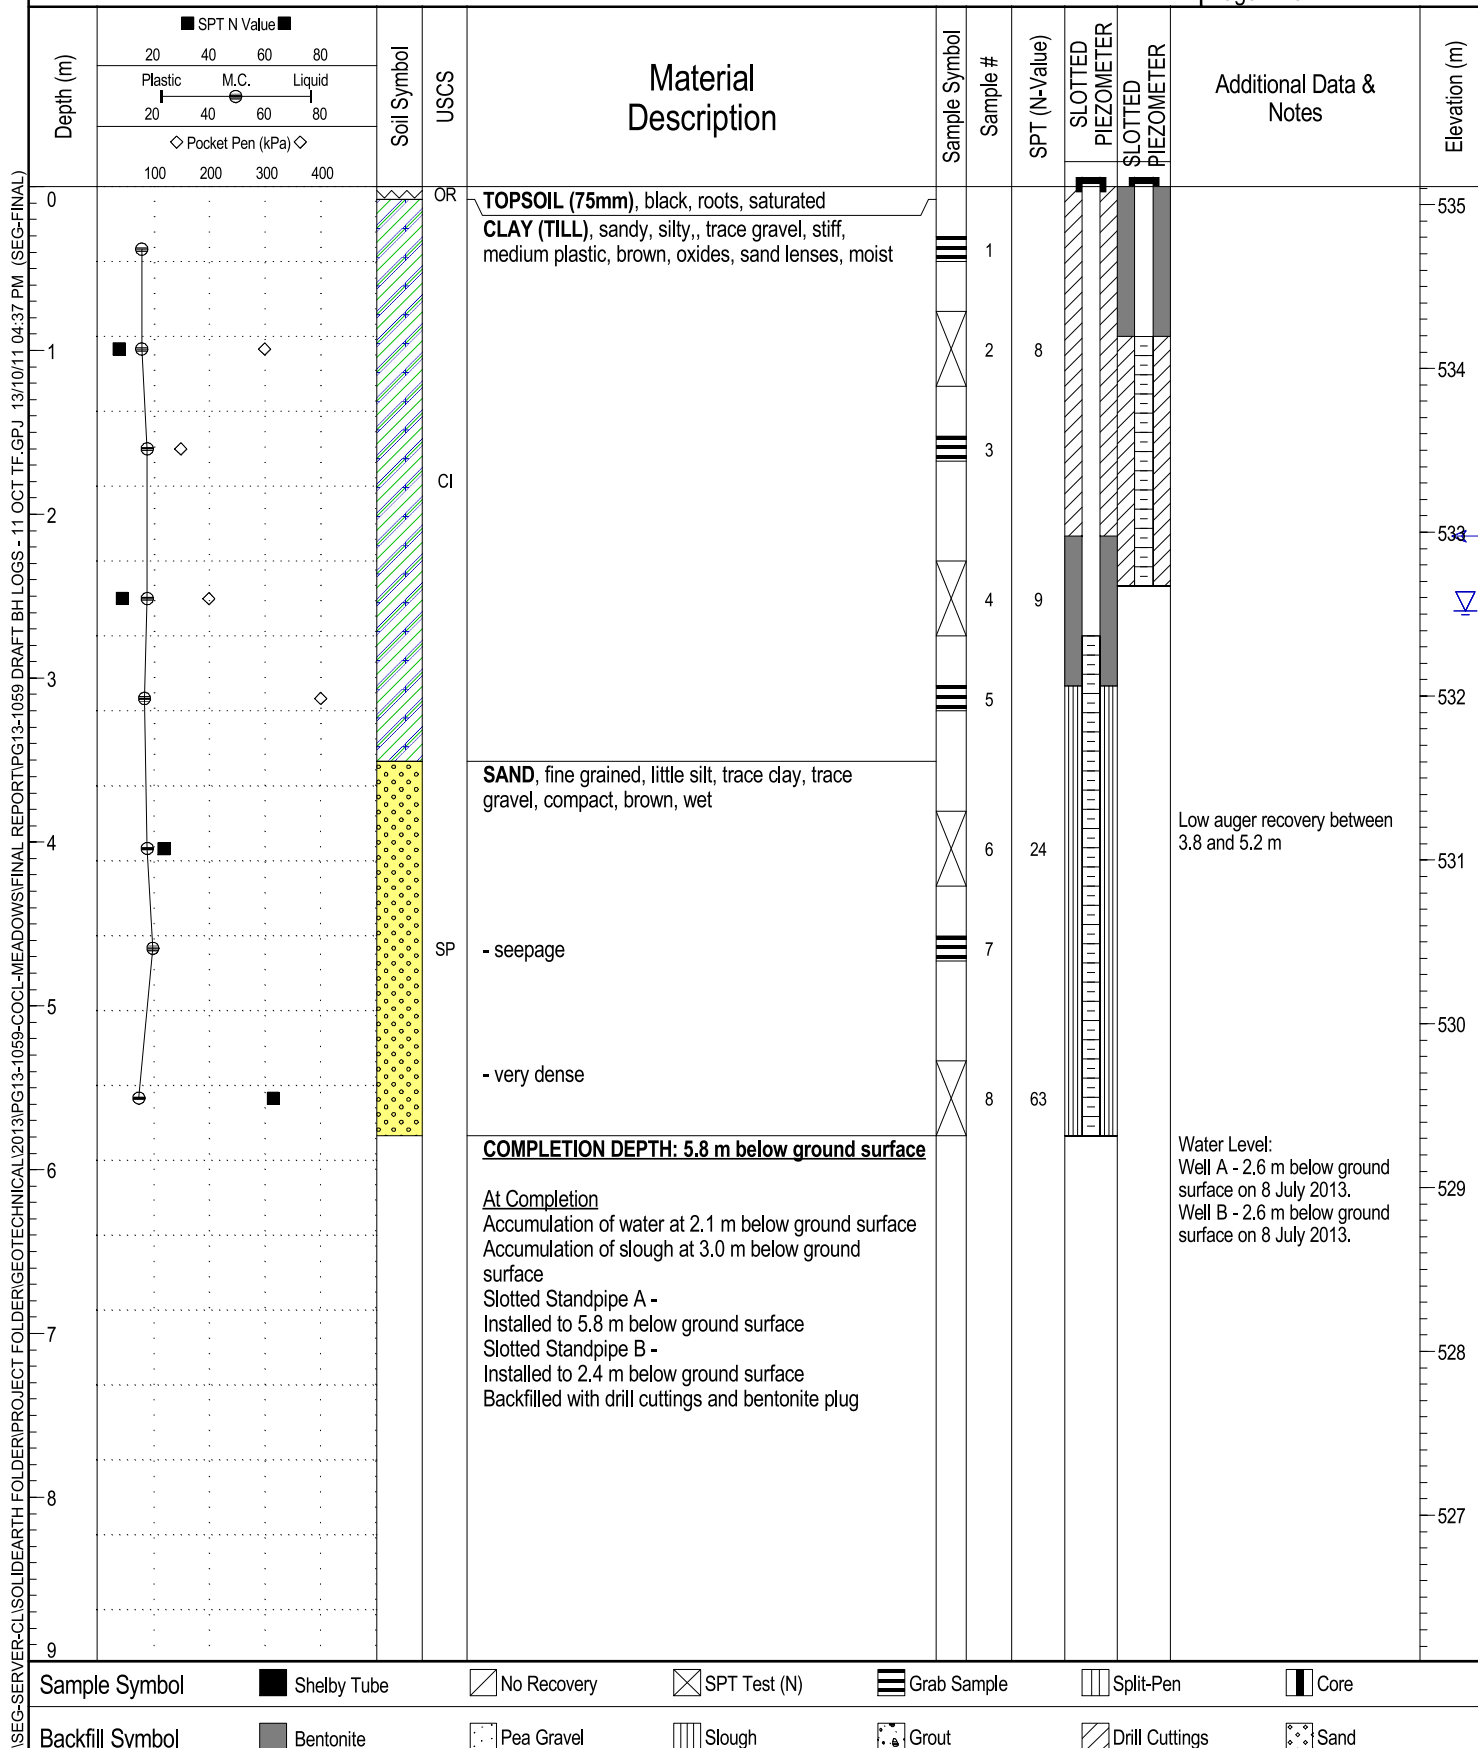 ■ SPT N Value ■
20 40 60 80
Plastic M.C. Liquid
20 40 60 80
◇ Pocket Pen (kPa) ◇
100 200 300 400
Depth (m)
Soil Symbol
USCS
Material
Description
Sample Symbol
Sample #
SPT (N-Value)
SLOTTED
PIEZOMETER
SLOTTED
PIEZOMETER
Additional Data &
Notes
Elevation (m)
0
OR
TOPSOIL (75mm), black, roots, saturated
535
CLAY (TILL), sandy, silty,, trace gravel, stiff,
medium plastic, brown, oxides, sand lenses, moist
1
1
2
8
534
3
CI
2
533
4
9
3
5
532
SAND, fine grained, little silt, trace clay, trace
gravel, compact, brown, wet
Low auger recovery between
3.8 and 5.2 m
4
6
24
531
SP
- seepage
7
5
530
- very dense
8
63
COMPLETION DEPTH: 5.8 m below ground surface
Water Level:
Well A - 2.6 m below ground
surface on 8 July 2013.
Well B - 2.6 m below ground
surface on 8 July 2013.
6
529
At Completion
Accumulation of water at 2.1 m below ground surface
Accumulation of slough at 3.0 m below ground
surface
Slotted Standpipe A -
Installed to 5.8 m below ground surface
Slotted Standpipe B -
Installed to 2.4 m below ground surface
Backfilled with drill cuttings and bentonite plug
7
528
8
527
9
Sample Symbol
Shelby Tube
No Recovery
SPT Test (N)
Grab Sample
Split-Pen
Core
Backfill Symbol
Bentonite
Pea Gravel
Slough
Grout
Drill Cuttings
Sand
\SEG-SERVER-CL\SOLIDEARTH FOLDER\PROJECT FOLDER\GEOTECHNICAL\2013\PG13-1059-COCL-MEADOWS\FINAL REPORT\PG13-1059 DRAFT BH LOGS - 11 OCT TF.GPJ 13/10/11 04:37 PM (SEG-FINAL)